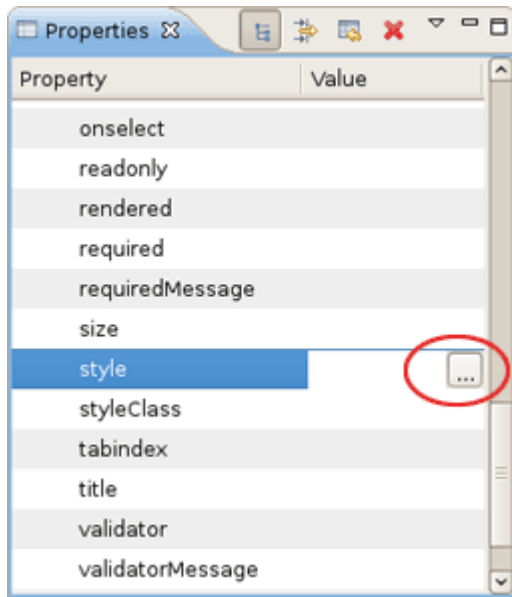 Properties
Property Value
onselect
readonly
rendered
required
requiredMessage
size
style ...
styleClass
tabindex
title
validator
validatorMessage